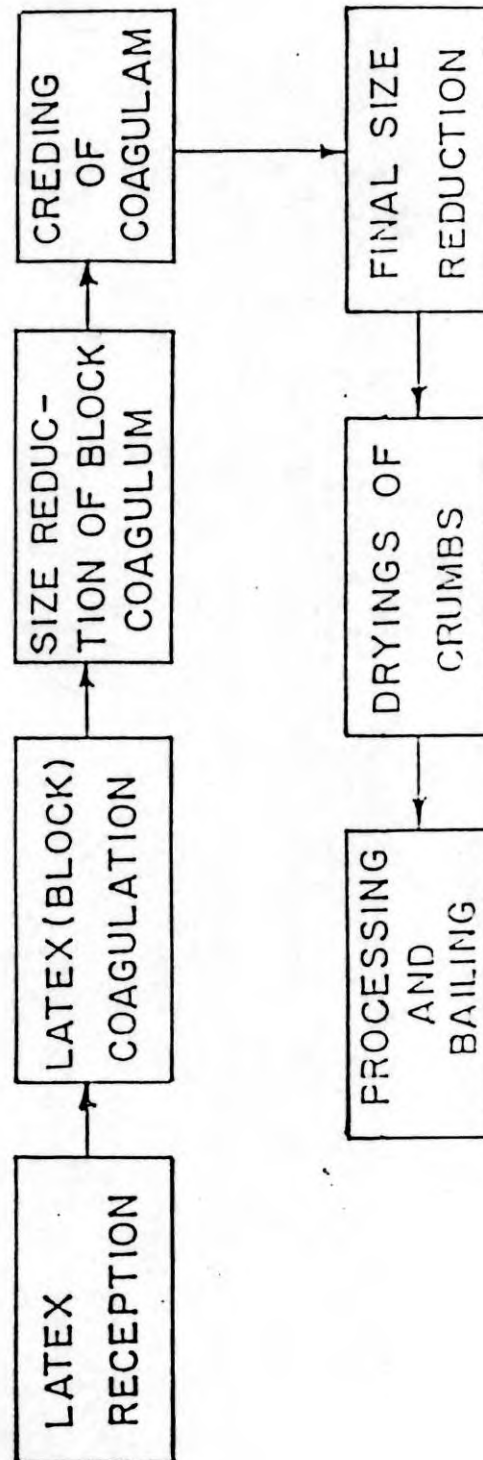 LATEX
RECEPTION
LATEX (BLOCK)
COAGULATION
SIZE REDUC-
TION OF BLOCK
COAGULUM
CREDING
OF
COAGULAM
FINAL SIZE
REDUCTION
DRYINGS OF
CRUMBS
PROCESSING
AND
BAILING